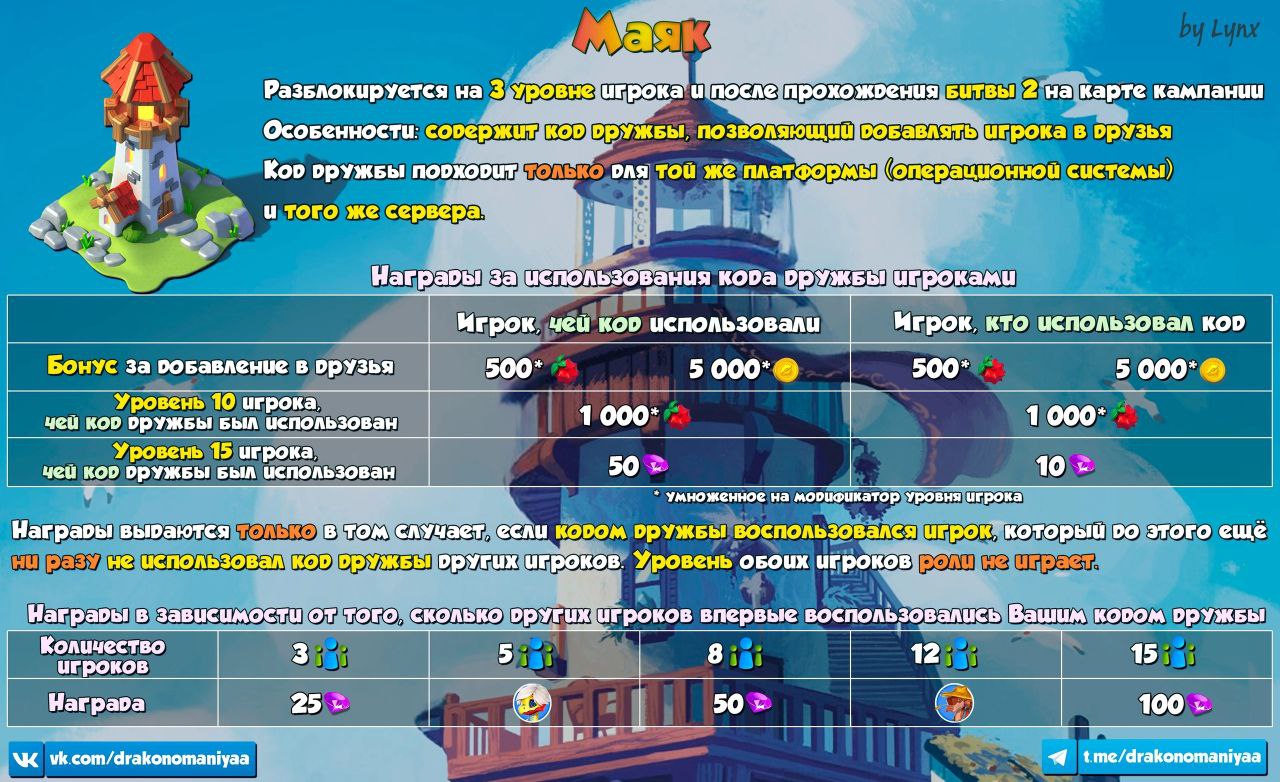 Маяк
by Lynx
Разблокируется на 3 уровне игрока и после прохождения битвы 2 на карте кампании
Особенности: содержит код дружбы, позволяющий добавлять игрока в друзья
Код дружбы подходит только для той же платформы (операционной системы)
и того же сервера.
Награды за использования кода дружбы игроками
Игрок, чей код использовали
Игрок, кто использовал код
Бонус за добавление в друзья
500* 5 000* 500* 5 000*
Уровень 10 игрока,
чей код дружбы был использован
1 000* 1 000*
Уровень 15 игрока,
чей код дружбы был использован
50 10
* умноженное на модификатор уровня игрока
Награды выдаются только в том случает, если кодом дружбы воспользовался игрок, который до этого ещё
ни разу не использовал код дружбы других игроков. Уровень обоих игроков роли не играет.
Награды в зависимости от того, сколько других игроков впервые воспользовались Вашим кодом дружбы
Количество
игроков
3 5 8 12 15
Награда 25 50 100
vk.com/drakonomaniyaa
t.me/drakonomaniyaa